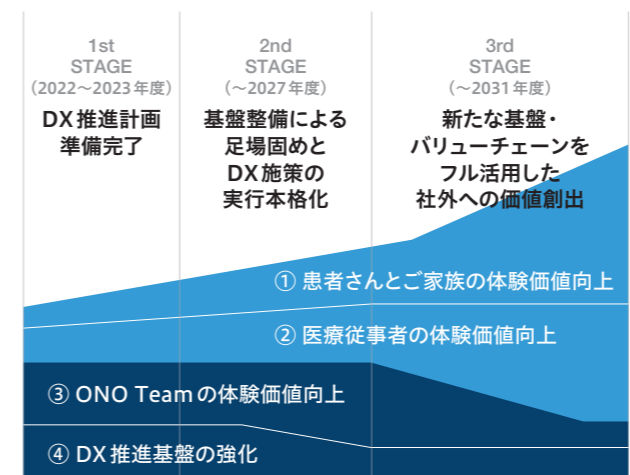 1st
STAGE
（2022～2023年度）
DX推進計画
準備完了
2nd
STAGE
（～2027年度）
基盤整備による
足場固めと
DX施策の
実行本格化
3rd
STAGE
（～2031年度）
新たな基盤・
バリューチェーンを
フル活用した
社外への価値創出
① 患者さんとご家族の体験価値向上
② 医療従事者の体験価値向上
③ ONO Teamの体験価値向上
④ DX推進基盤の強化